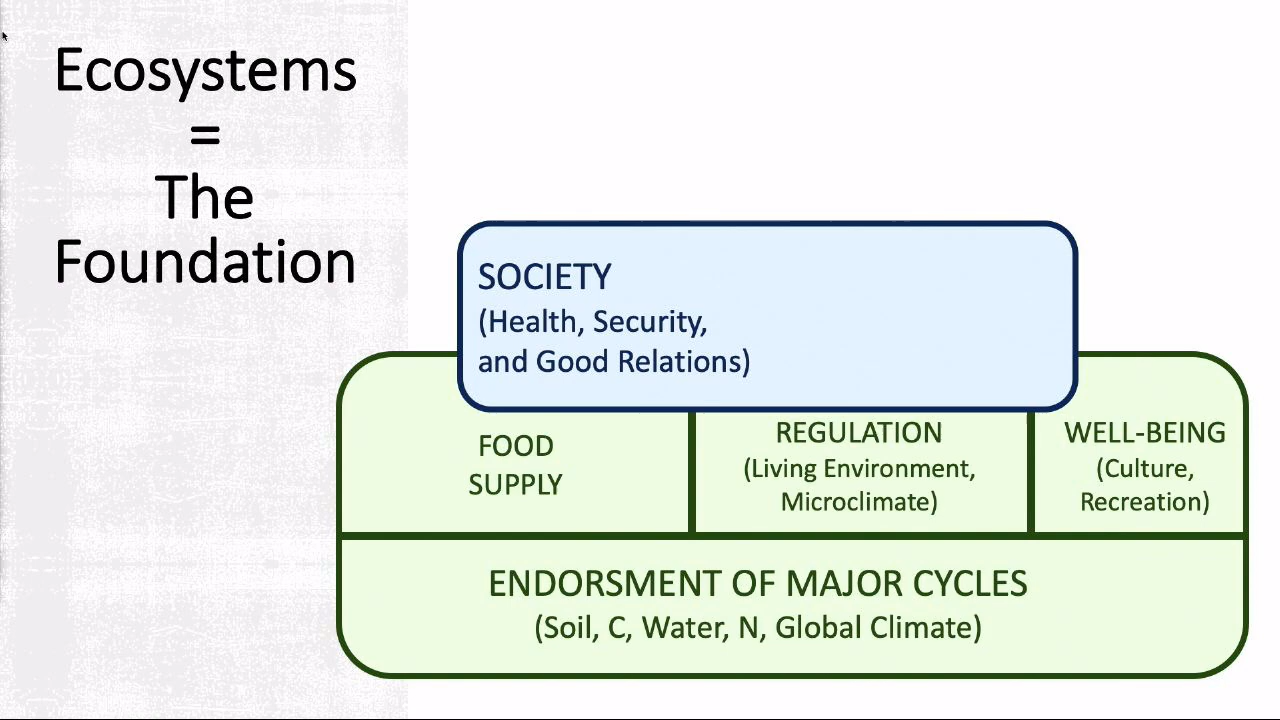 Ecosystems
=
The
Foundation
SOCIETY
(Health, Security,
and Good Relations)
FOOD
SUPPLY
REGULATION
(Living Environment,
Microclimate)
WELL-BEING
(Culture,
Recreation)
ENDORSMENT OF MAJOR CYCLES
(Soil, C, Water, N, Global Climate)